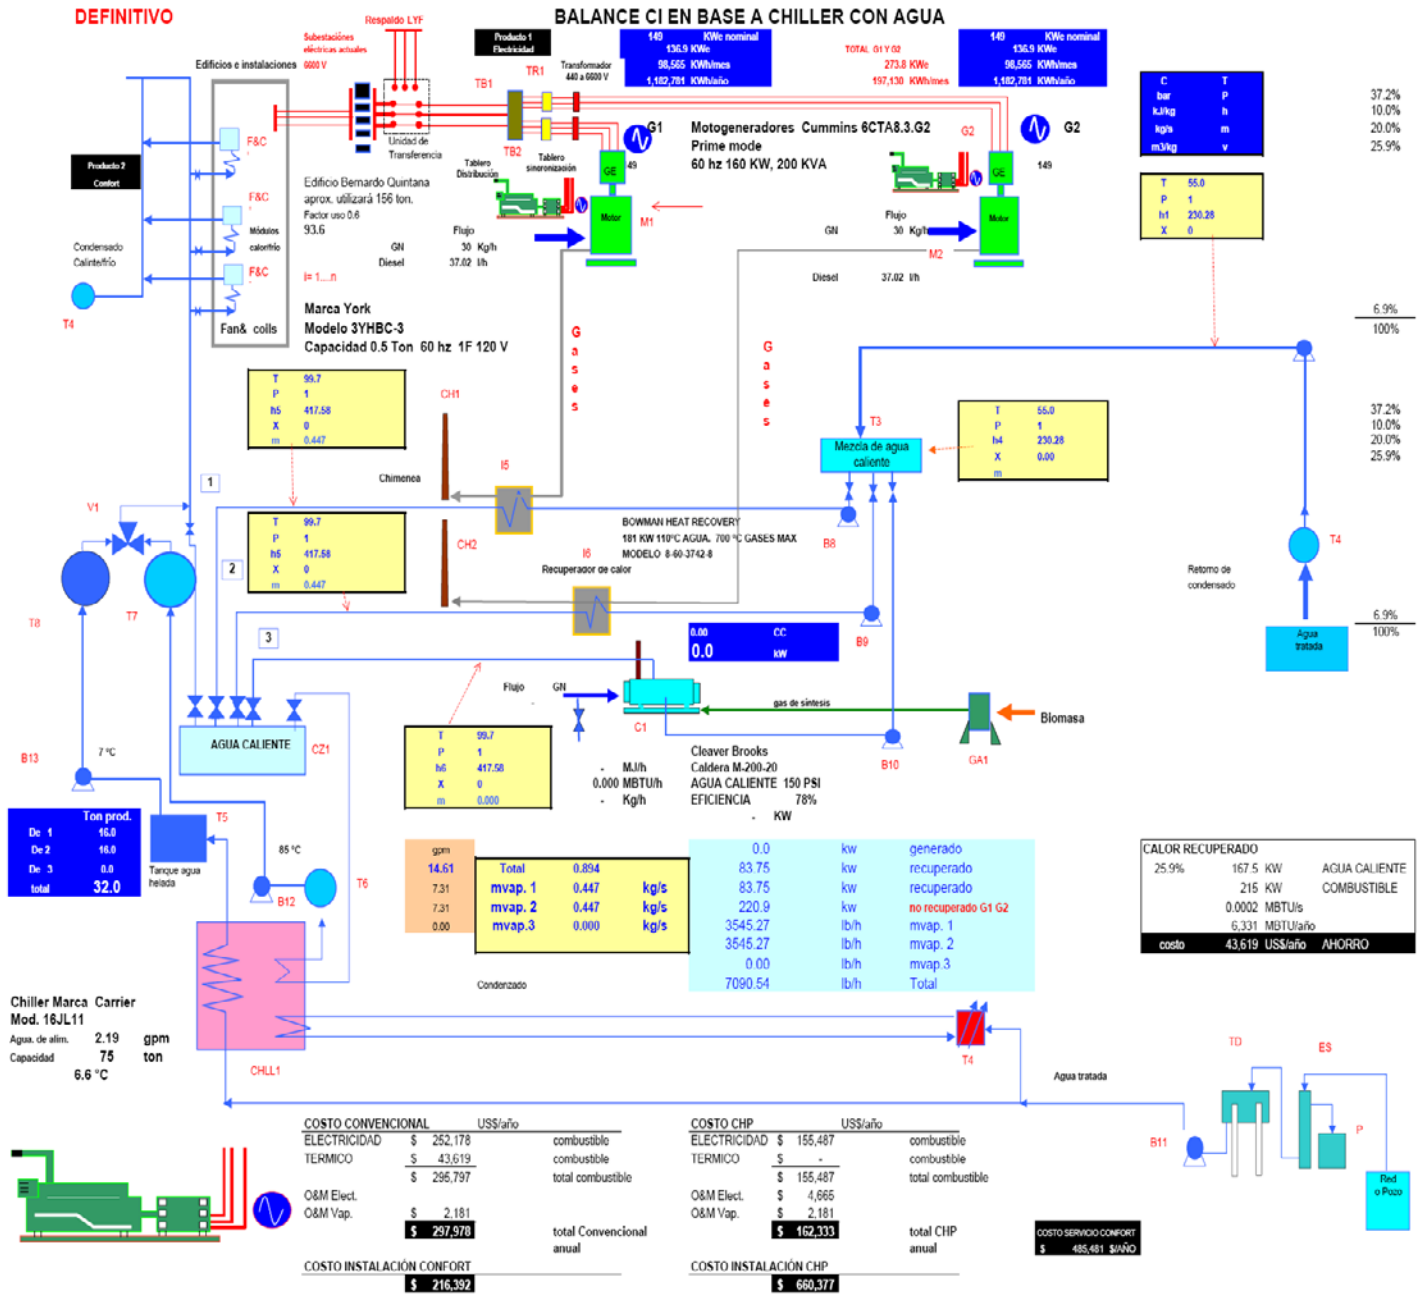 DEFINITIVO
BALANCE CI EN BASE A CHILLER CON AGUA
Respaldo LYF
Subestaciónes
eléctricas actuales
6600 V
Edificios e instalaciones
Producto 1
Electricidad
TR1
TB1
Transformador
440 a 6600 V
149 KWe nominal
136.9 KWe
98,565 KWh/mes
1,182,781 KWh/año
TOTAL G1 Y G2
273.8 KWe
197,130 KWh/mes
149 KWe nominal
136.9 KWe
98,565 KWh/mes
1,182,781 KWh/año
C T
bar P
kJ/kg h
kg/s m
m3/kg v
37.2%
10.0%
20.0%
25.9%
Unidad de
Transferencia
TB2
Tablero
Distribución
Tablero
sincronización
G1
49
GE
Motor
M1
Motogeneradores Cummins 6CTA8.3.G2
Prime mode
60 hz 160 KW, 200 KVA
G2
G2
149
GE
Motor
M2
T 55.0
P 1
h1 230.28
X 0
Producto 2
Confort
F&C
F&C
Módulos
calor/frío
F&C
Fan& coils
Condensado
Calinte/frío
T4
Edificio Bernardo Quintana
aprox. utilizará 156 ton.
Factor uso 0.6
93.6
i= 1....n
Flujo
GN 30 Kg/h
Diesel 37.02 l/h
Flujo
GN 30 Kg/h
Diesel 37.02 l/h
Marca York
Modelo 3YHBC-3
Capacidad 0.5 Ton 60 hz 1F 120 V
Gases
Gases
6.9%
100%
T 99.7
P 1
h5 417.58
X 0
m 0.447
CH1
T3
Mezcla de agua
caliente
T 55.0
P 1
h4 230.28
X 0.00
m
37.2%
10.0%
20.0%
25.9%
Chimenea
I5
1
V1
T 99.7
P 1
h5 417.58
X 0
m 0.447
CH2
2
BOWMAN HEAT RECOVERY
181 KW 110°C AGUA. 700 °C GASES MAX
MODELO 8-60-3742-8
I6
Recuperador de calor
B8
T4
Retorno de
condensado
T8
T7
B9
6.9%
100%
Agua
tratada
3
0.00 CC
0.0 kW
Flujo GN
-
gas de síntesis
Biomasa
C1
B10
GA1
AGUA CALIENTE
CZ1
7 °C
B13
T 99.7
P 1
h6 417.58
X 0
m 0.000
- MJ/h
0.000 MBTU/h
- Kg/h
Cleaver Brooks
Caldera M-200-20
AGUA CALIENTE 150 PSI
EFICIENCIA 78%
- KW
Ton prod.
De 1 16.0
De 2 16.0
De 3 0.0
total 32.0
T5
Tanque agua
helada
85 °C
B12
T6
gpm
14.61
7.31
7.31
0.00
Total 0.894
mvap. 1 0.447 kg/s
mvap. 2 0.447 kg/s
mvap.3 0.000 kg/s
0.0 kw generado
83.75 kw recuperado
83.75 kw recuperado
220.9 kw no recuperado G1 G2
3545.27 lb/h mvap. 1
3545.27 lb/h mvap. 2
0.00 lb/h mvap.3
7090.54 lb/h Total
CALOR RECUPERADO
25.9% 167.5 KW AGUA CALIENTE
215 KW COMBUSTIBLE
0.0002 MBTU/s
6,331 MBTU/año
costo 43,619 US$/año AHORRO
Condenzado
Chiller Marca Carrier
Mod. 16JL11
Agua. de alim. 2.19 gpm
Capacidad 75 ton
6.6 °C
CHLL1
T4
Agua tratada
TD
ES
B11
P
Red
o Pozo
COSTO CONVENCIONAL US$/año
ELECTRICIDAD $ 252,178 combustible
TERMICO $ 43,619 combustible
$ 295,797 total combustible
O&M Elect.
O&M Vap. $ 2,181
$ 297,978 total Convencional
anual
COSTO INSTALACIÓN CONFORT
$ 216,392
COSTO CHP US$/año
ELECTRICIDAD $ 155,487 combustible
TERMICO $ - combustible
$ 155,487 total combustible
O&M Elect. $ 4,665
O&M Vap. $ 2,181
$ 162,333 total CHP
anual
COSTO INSTALACIÓN CHP
$ 660,377
COSTO SERVICIO CONFORT
$ 485,481 $/AÑO